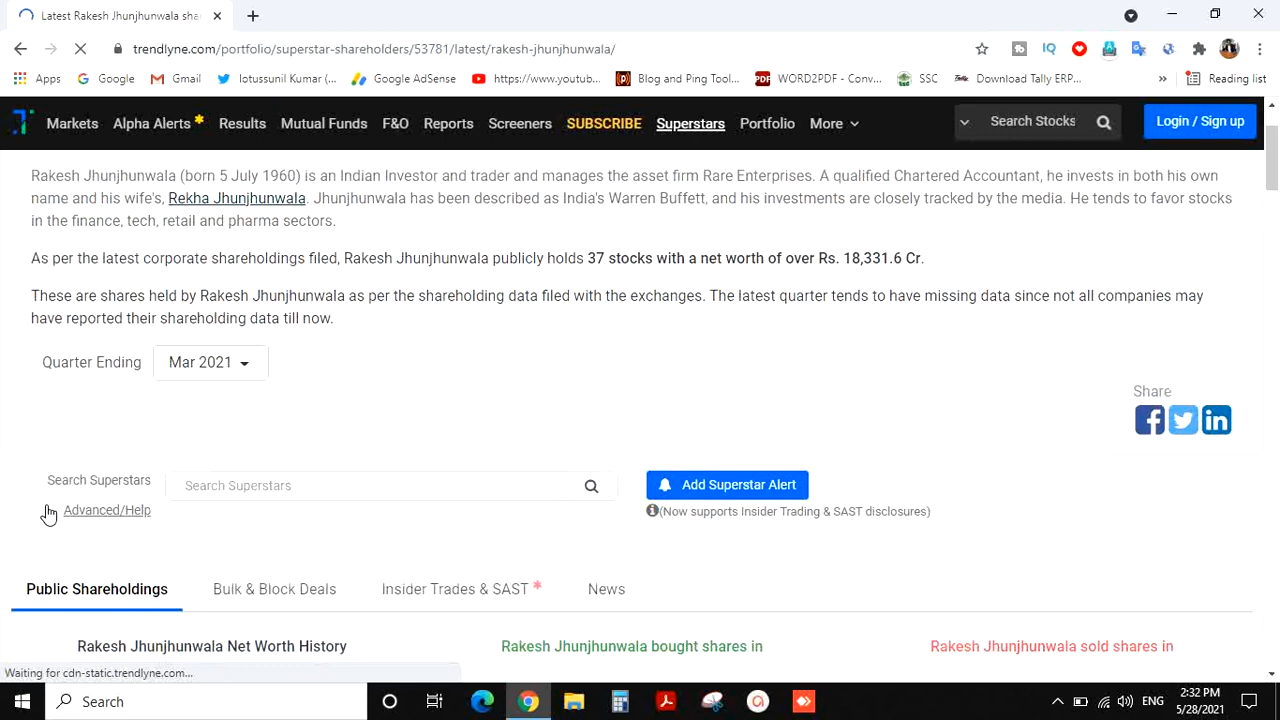 Latest Rakesh Jhunjhunwala sha
trendlyne.com/portfolio/superstar-shareholders/53781/latest/rakesh-jhunjhunwala/
Apps Google Gmail lotussunil Kumar (... Google AdSense https://www.youtub... Blog and Ping Tool... WORD2PDF - Conv... SSC Download Tally ERP... » Reading list
Markets Alpha Alerts Results Mutual Funds F&O Reports Screeners SUBSCRIBE Superstars Portfolio More Search Stocks Login / Sign up
Rakesh Jhunjhunwala (born 5 July 1960) is an Indian Investor and trader and manages the asset firm Rare Enterprises. A qualified Chartered Accountant, he invests in both his own
name and his wife's, Rekha Jhunjhunwala. Jhunjhunwala has been described as India's Warren Buffett, and his investments are closely tracked by the media. He tends to favor stocks
in the finance, tech, retail and pharma sectors.
As per the latest corporate shareholdings filed, Rakesh Jhunjhunwala publicly holds 37 stocks with a net worth of over Rs. 18,331.6 Cr.
These are shares held by Rakesh Jhunjhunwala as per the shareholding data filed with the exchanges. The latest quarter tends to have missing data since not all companies may
have reported their shareholding data till now.
Quarter Ending Mar 2021
Share
Search Superstars Search Superstars Add Superstar Alert
Advanced/Help (Now supports Insider Trading & SAST disclosures)
Public Shareholdings Bulk & Block Deals Insider Trades & SAST * News
Rakesh Jhunjhunwala Net Worth History Rakesh Jhunjhunwala bought shares in Rakesh Jhunjhunwala sold shares in
Waiting for cdn-static.trendlyne.com...
Search ENG 2:32 PM
5/28/2021